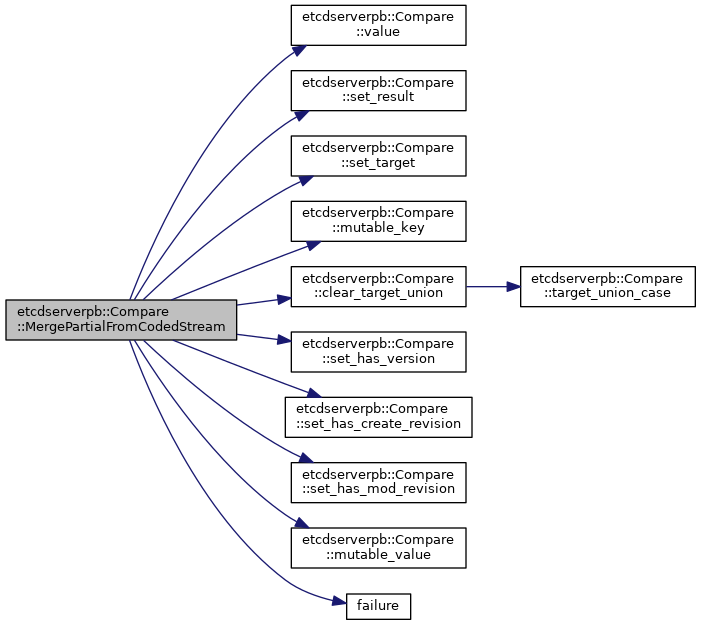 etcdserverpb::Compare
::value
etcdserverpb::Compare
::set_result
etcdserverpb::Compare
::set_target
etcdserverpb::Compare
::mutable_key
etcdserverpb::Compare
::MergePartialFromCodedStream
etcdserverpb::Compare
::clear_target_union
etcdserverpb::Compare
::target_union_case
etcdserverpb::Compare
::set_has_version
etcdserverpb::Compare
::set_has_create_revision
etcdserverpb::Compare
::set_has_mod_revision
etcdserverpb::Compare
::mutable_value
failure